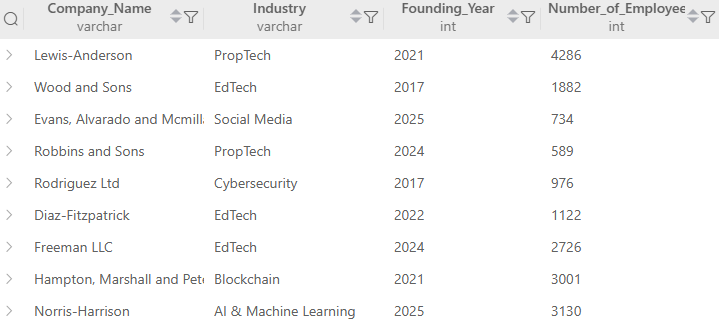 Company_Name Industry Founding_Year Number_of_Employee
varchar varchar int int
Lewis-Anderson PropTech 2021 4286
Wood and Sons EdTech 2017 1882
Evans, Alvarado and Mcmill Social Media 2025 734
Robbins and Sons PropTech 2024 589
Rodriguez Ltd Cybersecurity 2017 976
Diaz-Fitzpatrick EdTech 2022 1122
Freeman LLC EdTech 2024 2726
Hampton, Marshall and Pete Blockchain 2021 3001
Norris-Harrison AI & Machine Learning 2025 3130